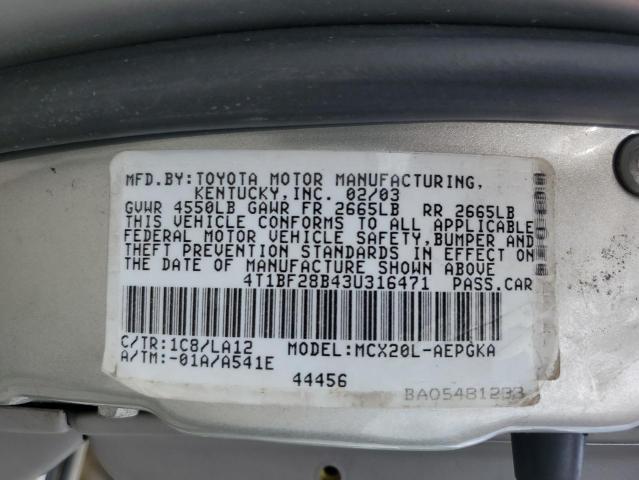 MFD.BY:TOYOTA MOTOR MANUFACTURING,
KENTUCKY,INC. 02/03
GVWR 4550LB GAWR FR 2665LB RR 2665LB
THIS VEHICLE CONFORMS TO ALL APPLICABLE
FEDERAL MOTOR VEHICLE SAFETY,BUMPER AND
THEFT PREVENTION STANDARDS IN EFFECT ON
THE DATE OF MANUFACTURE SHOWN ABOVE
4T1BF28B43U316471 PASS.CAR
C/TR:1C8/LA12 MODEL:MCX20L-AEPGKA
A/TM:-01A/A541E
44456